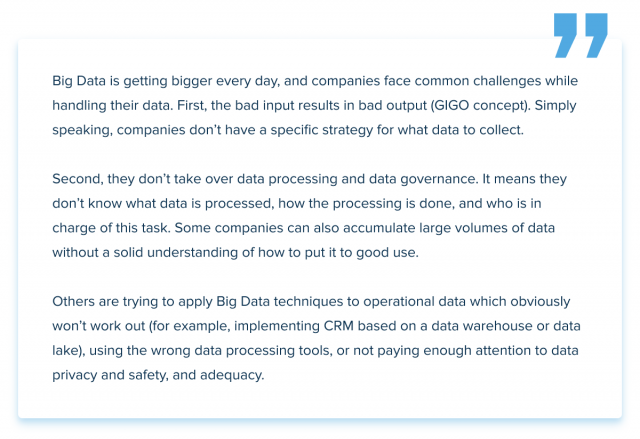 Big Data is getting bigger every day, and companies face common challenges while
handling their data. First, the bad input results in bad output (GIGO concept). Simply
speaking, companies don’t have a specific strategy for what data to collect.
Second, they don’t take over data processing and data governance. It means they
don’t know what data is processed, how the processing is done, and who is in
charge of this task. Some companies can also accumulate large volumes of data
without a solid understanding of how to put it to good use.
Others are trying to apply Big Data techniques to operational data which obviously
won’t work out (for example, implementing CRM based on a data warehouse or data
lake), using the wrong data processing tools, or not paying enough attention to data
privacy and safety, and adequacy.